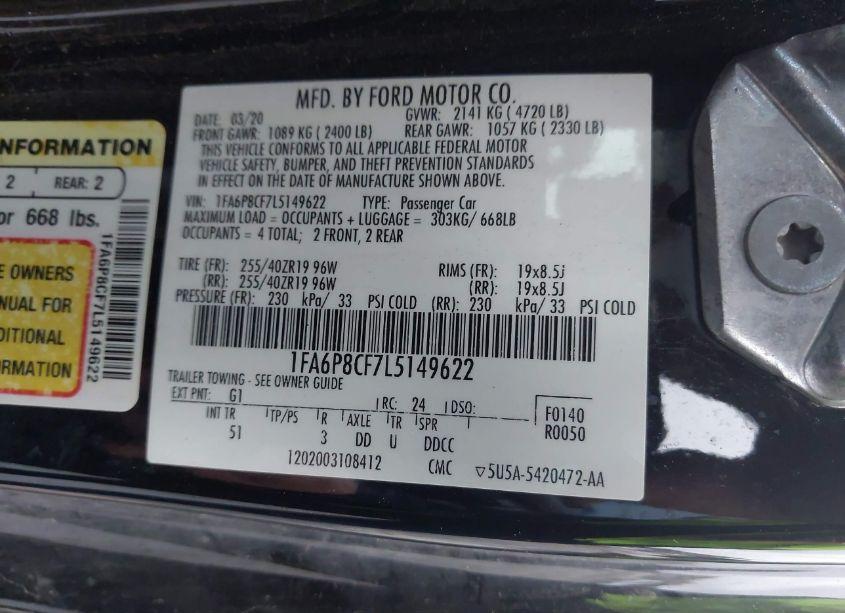 MFD. BY FORD MOTOR CO.
DATE: 03/20 GVWR: 2141 KG ( 4720 LB)
FRONT GAWR: 1089 KG ( 2400 LB) REAR GAWR: 1057 KG ( 2330 LB)
THIS VEHICLE CONFORMS TO ALL APPLICABLE FEDERAL MOTOR
VEHICLE SAFETY, BUMPER, AND THEFT PREVENTION STANDARDS
IN EFFECT ON THE DATE OF MANUFACTURE SHOWN ABOVE.
VIN: 1FA6P8CF7L5149622 TYPE: Passenger Car
MAXIMUM LOAD = OCCUPANTS + LUGGAGE = 303KG/ 668LB
OCCUPANTS = 4 TOTAL; 2 FRONT, 2 REAR
TIRE (FR): 255/40ZR19 96W RIMS (FR): 19x8.5j
(RR): 255/40ZR19 96W (RR): 19x8.5j
PRESSURE (FR): 230 kPa/ 33 PSI COLD (RR): 230 kPa/ 33 PSI COLD
1FA6P8CF7L5149622
TRAILER TOWING - SEE OWNER GUIDE
EXT PNT: G1 RC: 24 DSO: F0140
INT TR TP/PS R AXLE TR SPR R0050
51 3 DD U DDCC
1202003108412 CMC ▽5U5A-5420472-AA
INFORMATION
2 REAR: 2
or 668 lbs.
E OWNERS
NUAL FOR
DITIONAL
ORMATION
1FA6P8CF7L5149622